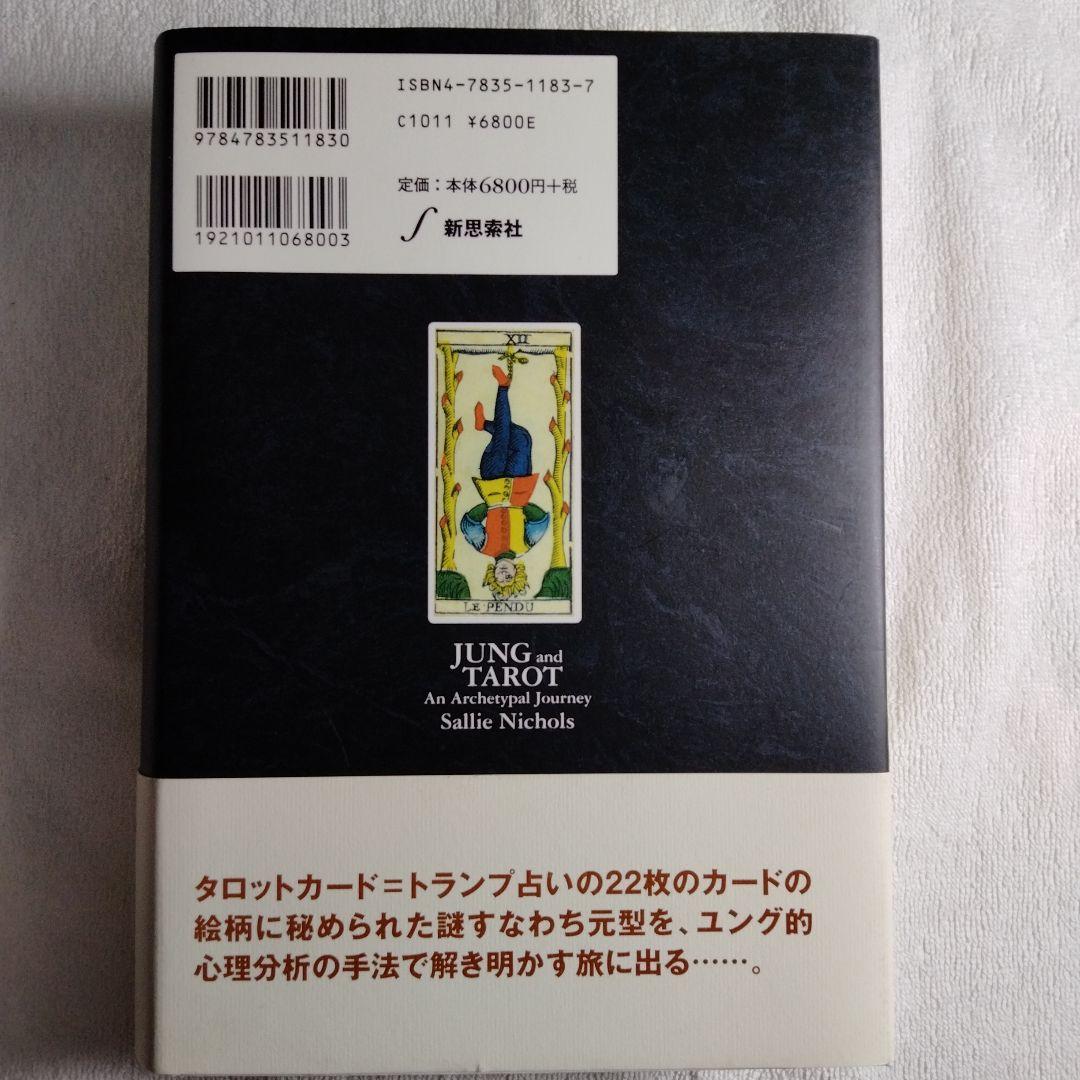 9784783511830
ISBN4-7835-1183-7
C1011 ¥6800E
1921011068003
定価：本体6800円＋税
新思索社
XII
LE PENDU
JUNG and
TAROT
An Archetypal Journey
Sallie Nichols
タロットカード=トランプ占いの22枚のカードの
絵柄に秘められた謎すなわち元型を、ユング的
心理分析の手法で解き明かす旅に出る……。